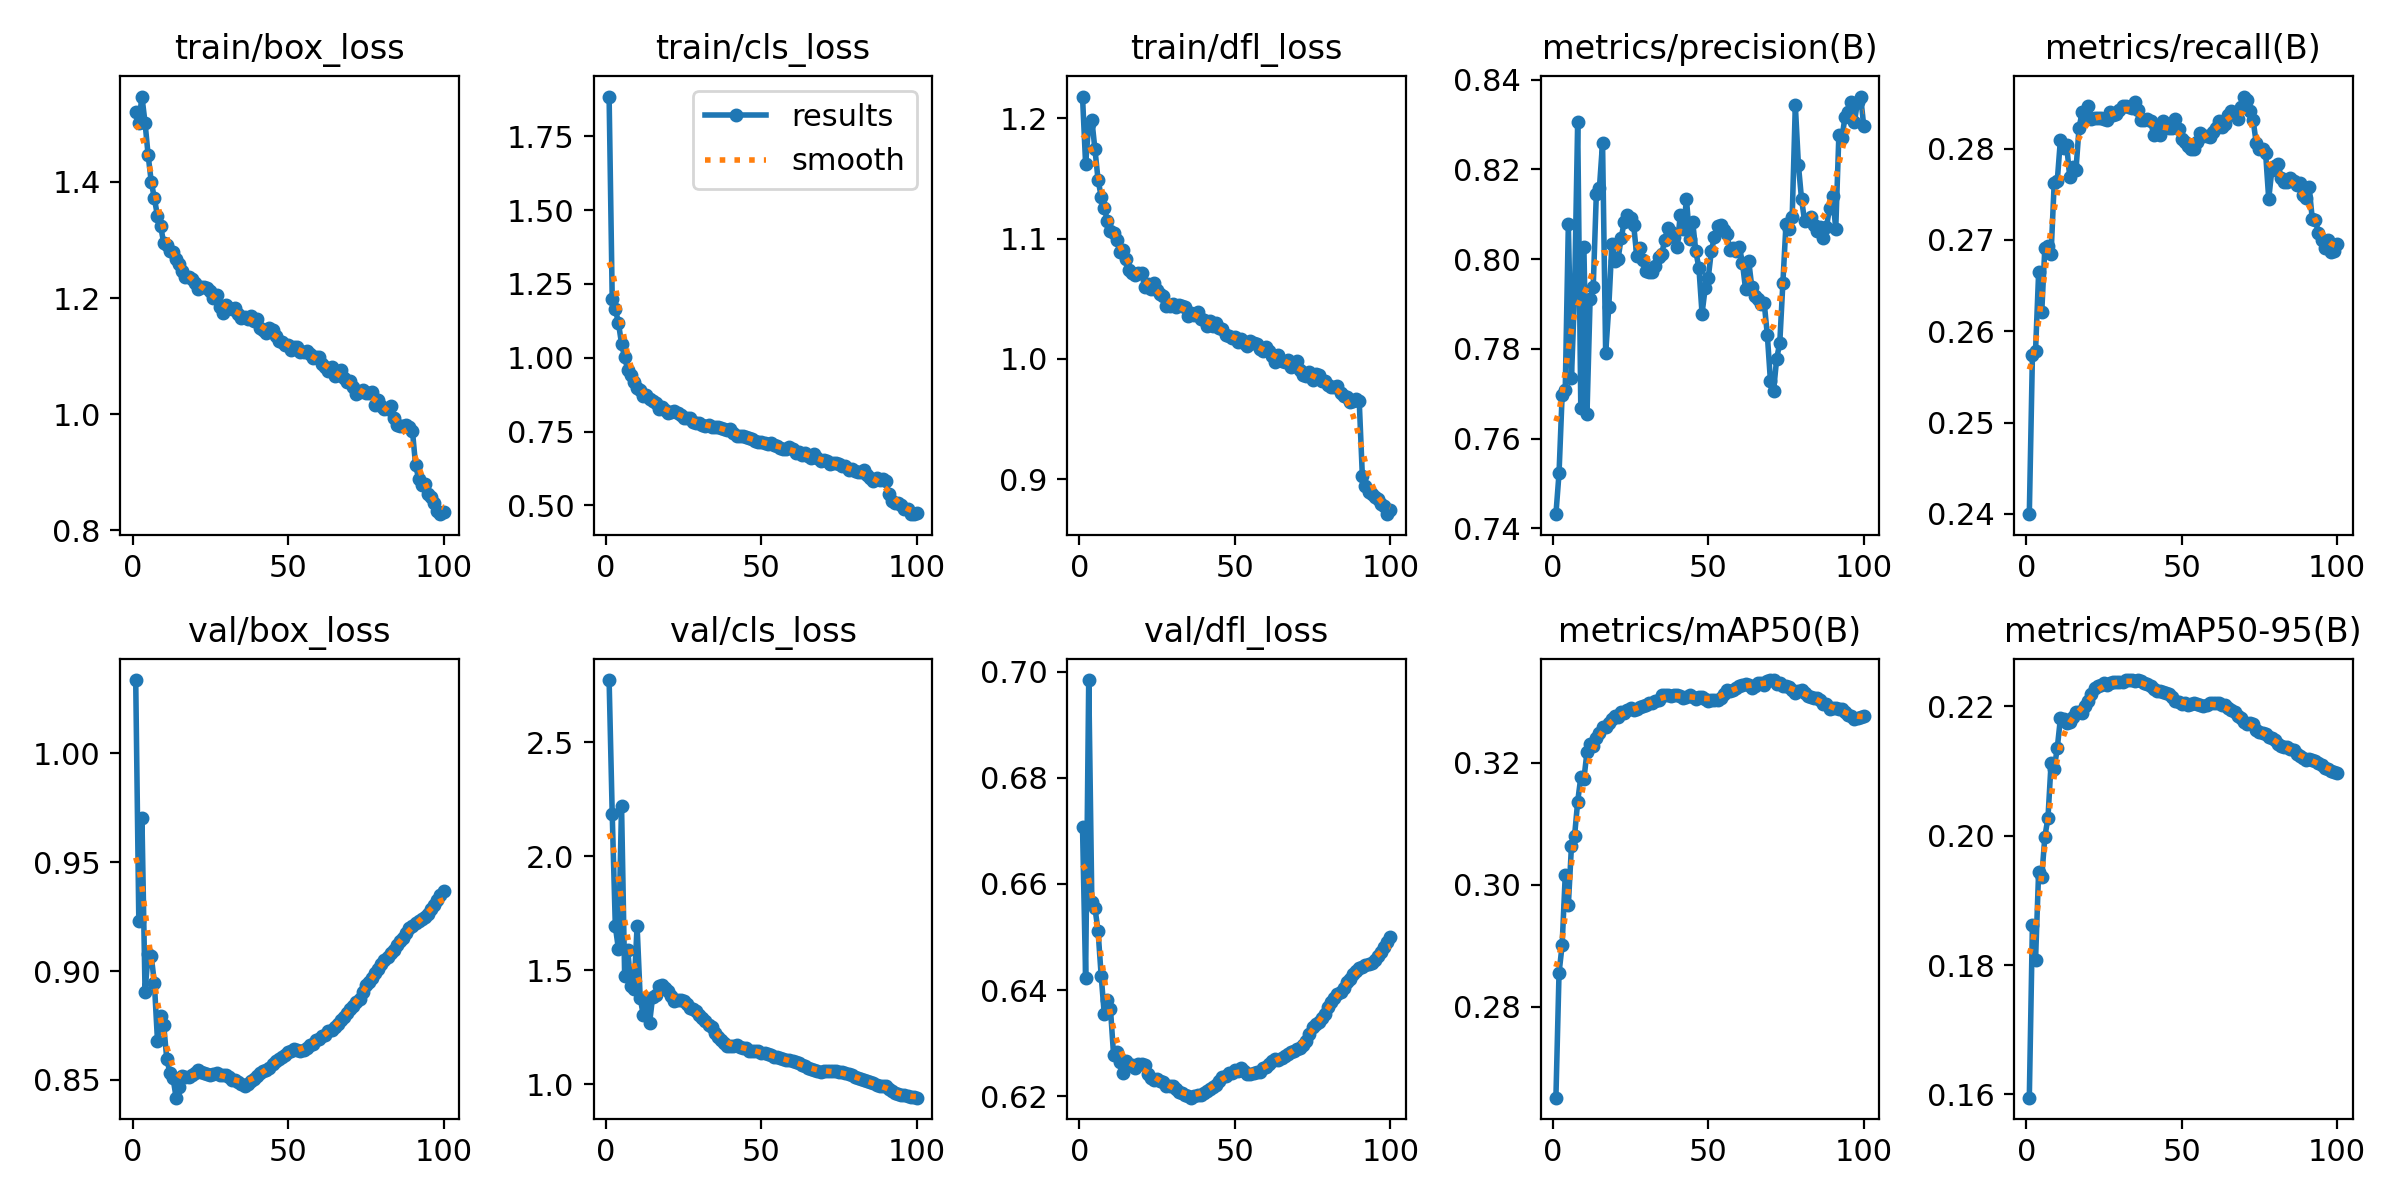 train/box_loss
1.4
1.2
1.0
0.8
0 50 100
train/cls_loss
results
smooth
1.75
1.50
1.25
1.00
0.75
0.50
0 50 100
train/dfl_loss
1.2
1.1
1.0
0.9
0 50 100
metrics/precision(B)
0.84
0.82
0.80
0.78
0.76
0.74
0 50 100
metrics/recall(B)
0.28
0.27
0.26
0.25
0.24
0 50 100
val/box_loss
1.00
0.95
0.90
0.85
0 50 100
val/cls_loss
2.5
2.0
1.5
1.0
0 50 100
val/dfl_loss
0.70
0.68
0.66
0.64
0.62
0 50 100
metrics/mAP50(B)
0.32
0.30
0.28
0 50 100
metrics/mAP50-95(B)
0.22
0.20
0.18
0.16
0 50 100